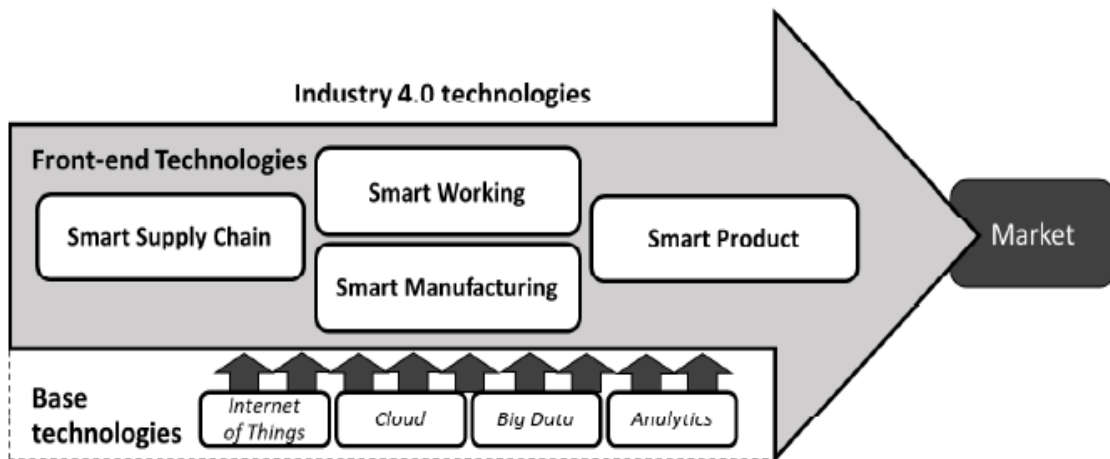 Industry 4.0 technologies
Front-end Technologies
Smart Supply Chain
Smart Working
Smart Manufacturing
Smart Product
Market
Base
technologies
Internet
of Things
Cloud
Big Data
Analytics